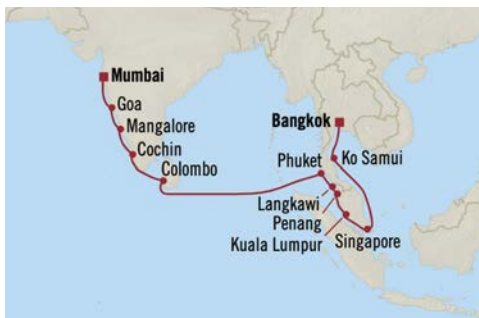 Mumbai
Goa
Mangalore
Cochin
Colombo
Bangkok
Phuket
Ko Samui
Langkawi
Penang
Kuala Lumpur
Singapore